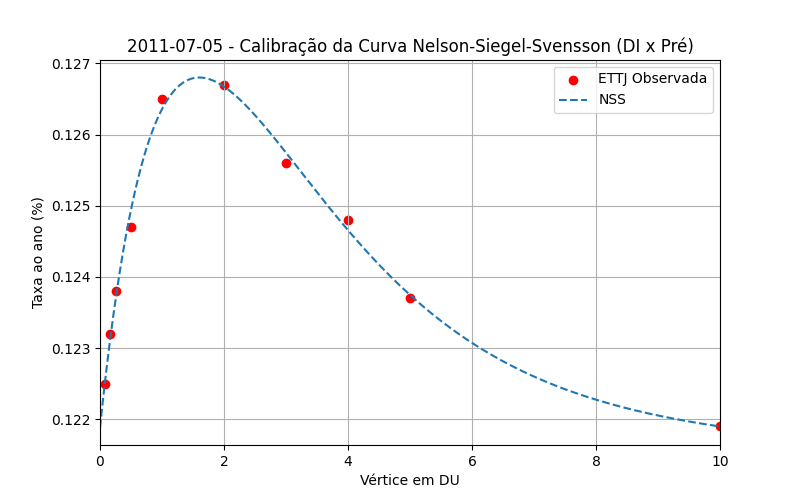 2011-07-05 - Calibração da Curva Nelson-Siegel-Svensson (DI x Pré)
ETTJ Observada
NSS
Taxa ao ano (%)
0.127
0.126
0.125
0.124
0.123
0.122
0 2 4 6 8 10
Vértice em DU